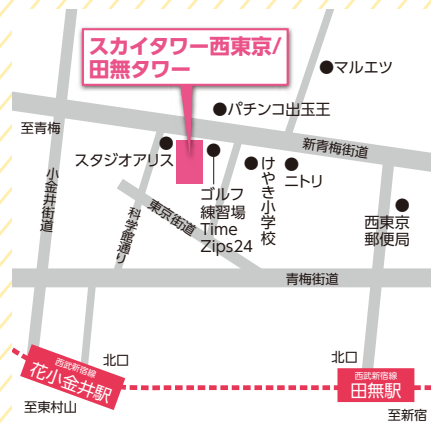 スカイタワー西東京/
田無タワー
●マルエツ
●パチンコ出玉王
至青梅
新青梅街道
スタジオアリス
小金井街道
科学館通り
東京街道
ゴルフ
練習場
Time
Zips24
けやき小学校
ニトリ
西東京
郵便局
青梅街道
北口
西武新宿線
花小金井駅
至東村山
北口
西武新宿線
田無駅
至新宿